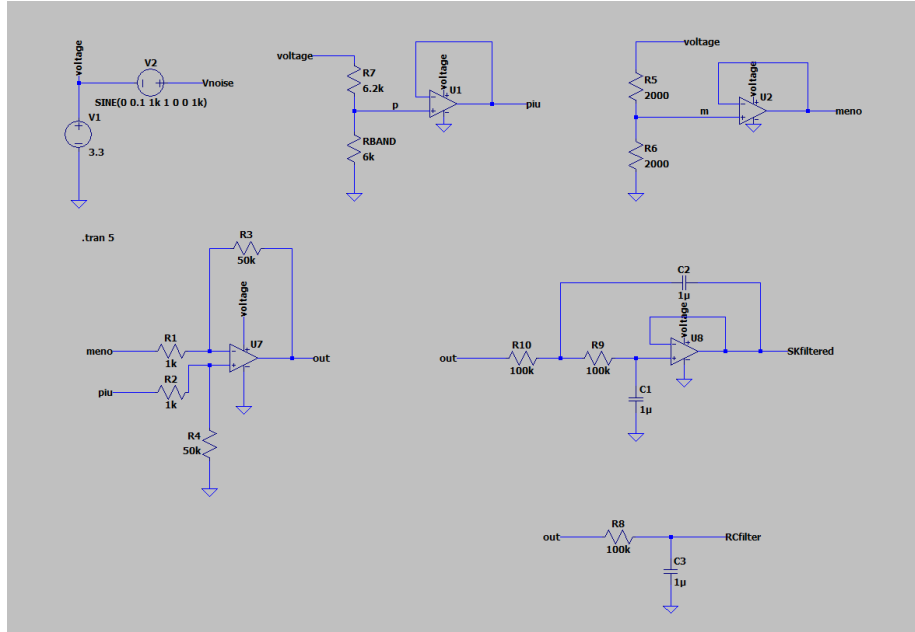 voltage
V2
Vnoise
SINE(0 0.1 1k 1 0 0 1k)
V1
3.3
.tran 5
voltage
R7
6.2k
p
RBAND
6k
voltage
U1
piu
voltage
R5
2000
m
R6
2000
voltage
U2
meno
R3
50k
voltage
meno
R1
1k
piu
R2
1k
U7
out
R4
50k
C2
1µ
voltage
out
R10
100k
R9
100k
U8
SKfiltered
C1
1µ
out
R8
100k
RCfilter
C3
1µ